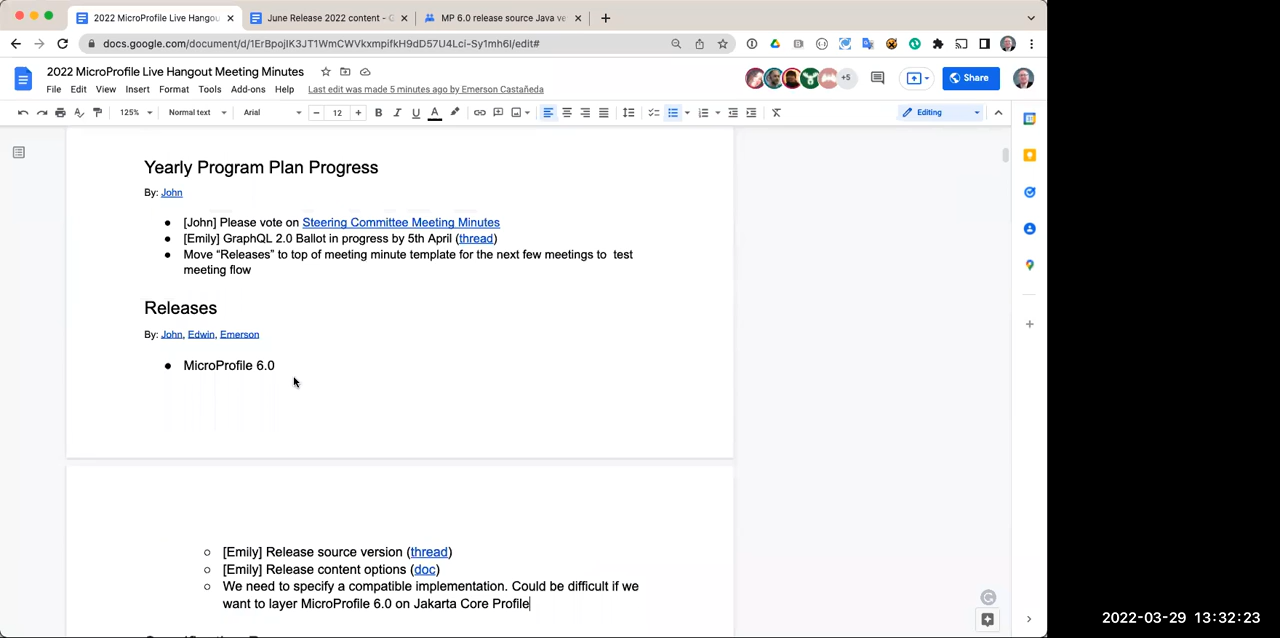 2022 MicroProfile Live Hangou
June Release 2022 content - G
MP 6.0 release source Java ve
docs.google.com/document/d/1ErBpojIK3JT1WmCWVkxmpifkH9dD57U4Lci-Sy1mh6I/edit#
2022 MicroProfile Live Hangout Meeting Minutes
+5
Share
File Edit View Insert Format Tools Add-ons Help Last edit was made 5 minutes ago by Emerson Castañeda
125% Normal text Arial 12 B I U A Editing
Yearly Program Plan Progress
By: John
[John] Please vote on Steering Committee Meeting Minutes
[Emily] GraphQL 2.0 Ballot in progress by 5th April (thread)
Move “Releases” to top of meeting minute template for the next few meetings to test
meeting flow
Releases
By: John, Edwin, Emerson
MicroProfile 6.0
[Emily] Release source version (thread)
[Emily] Release content options (doc)
We need to specify a compatible implementation. Could be difficult if we
want to layer MicroProfile 6.0 on Jakarta Core Profile
2022-03-29 13:32:23